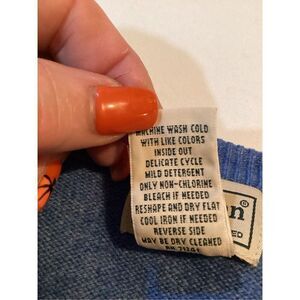 MACHINE WASH COLD
WITH LIKE COLORS
INSIDE OUT
DELICATE CYCLE
MILD DETERGENT
ONLY NON-CHLORINE
BLEACH IF NEEDED
RESHAPE AND DRY FLAT
COOL IRON IF NEEDED
REVERSE SIDE
MAY BE DRY CLEANED